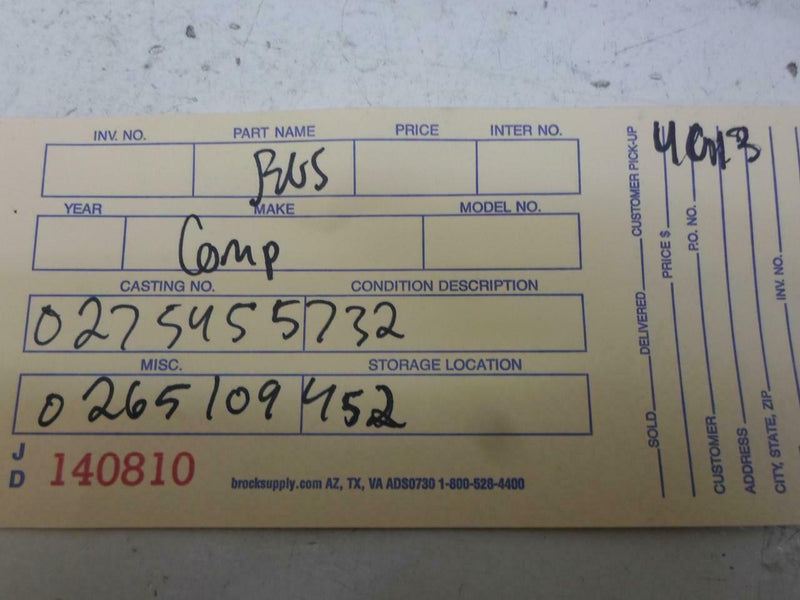 INV. NO. PART NAME PRICE INTER NO.
YEAR MAKE MODEL NO.
Comp
CASTING NO. CONDITION DESCRIPTION
0275455732
MISC. STORAGE LOCATION
0265109452
J
D
140810
brocksupply.com AZ, TX, VA ADS0730 1-800-528-4400
SOLD DELIVERED CUSTOMER PICK-UP
PRICE $
P.O. NO.
CUSTOMER
ADDRESS
CITY, STATE, ZIP
INV. NO.